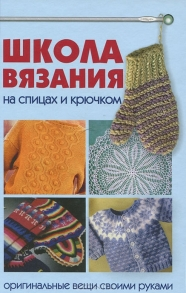 ШКОЛА
ВЯЗАНИЯ
на спицах и крючком
оригинальные вещи своими руками